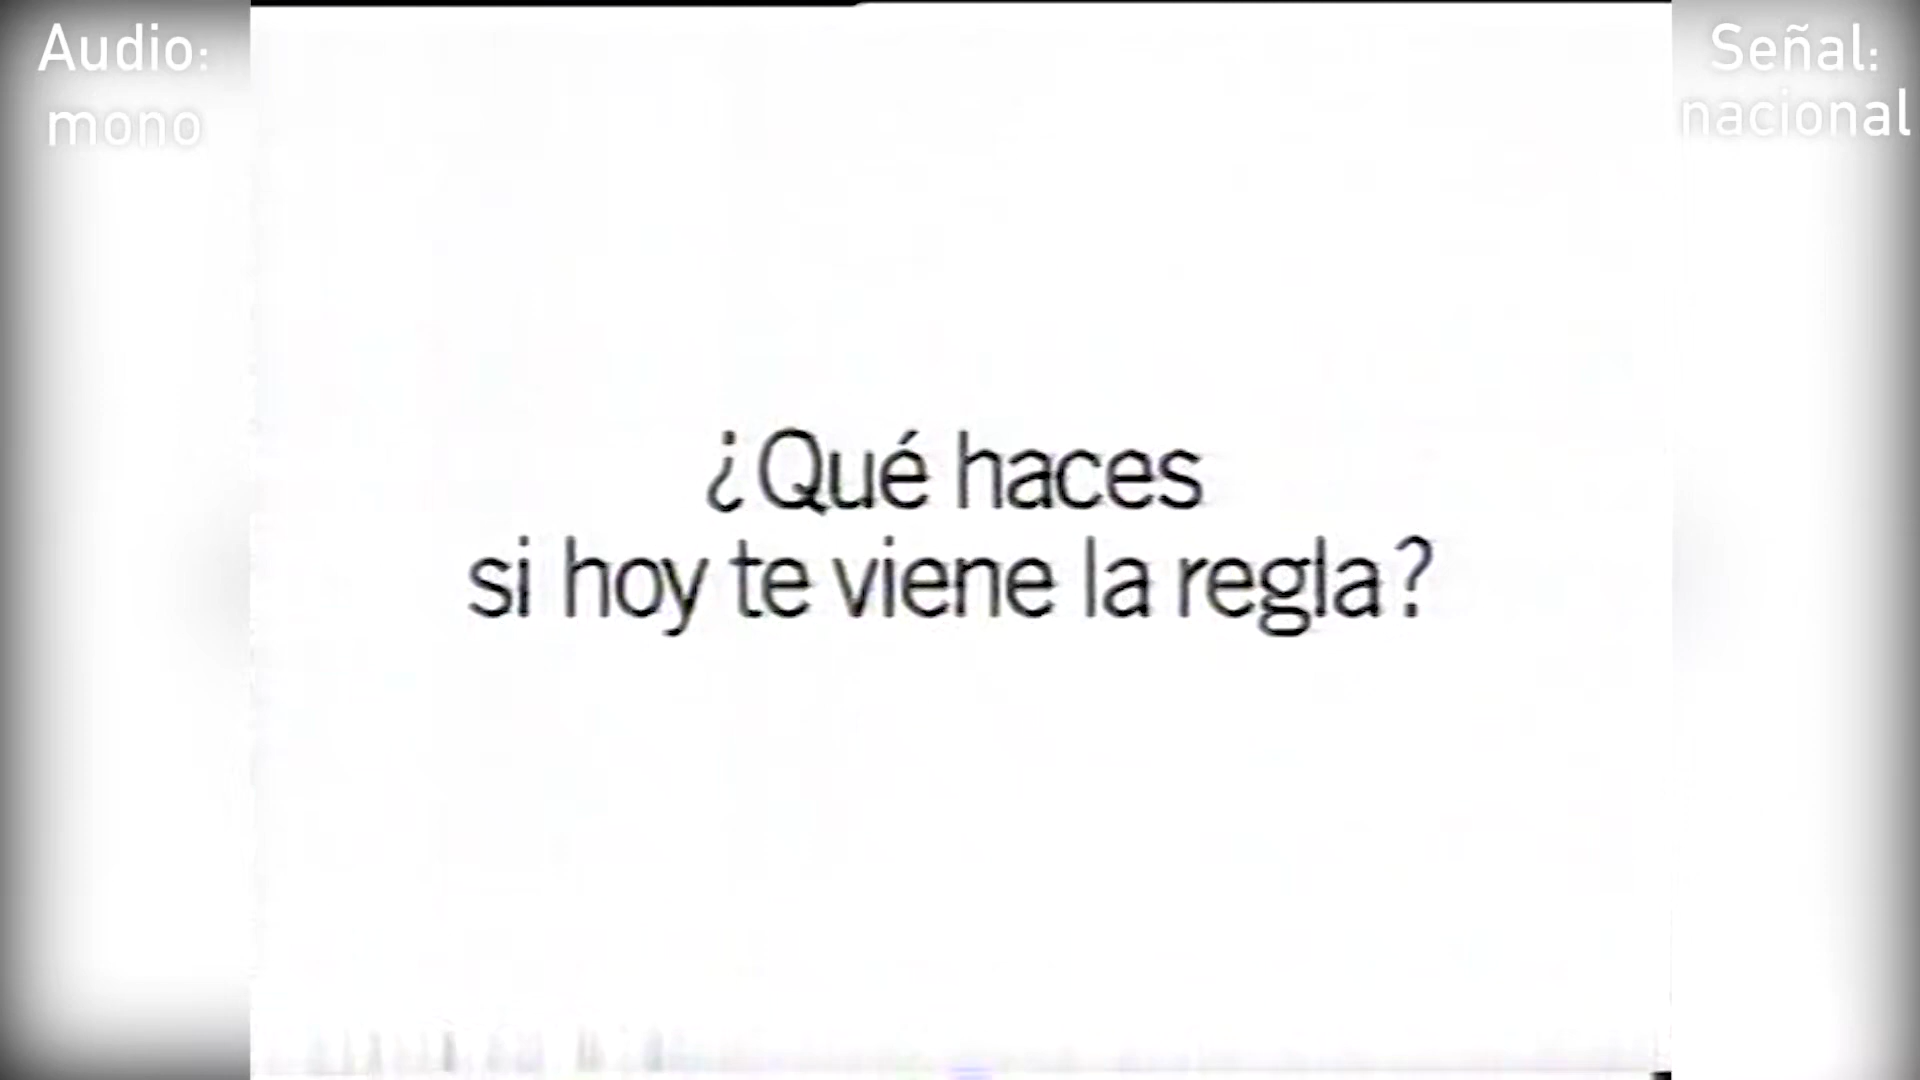 Audio:
mono
Señal:
nacional
¿Qué haces
si hoy te viene la regla?